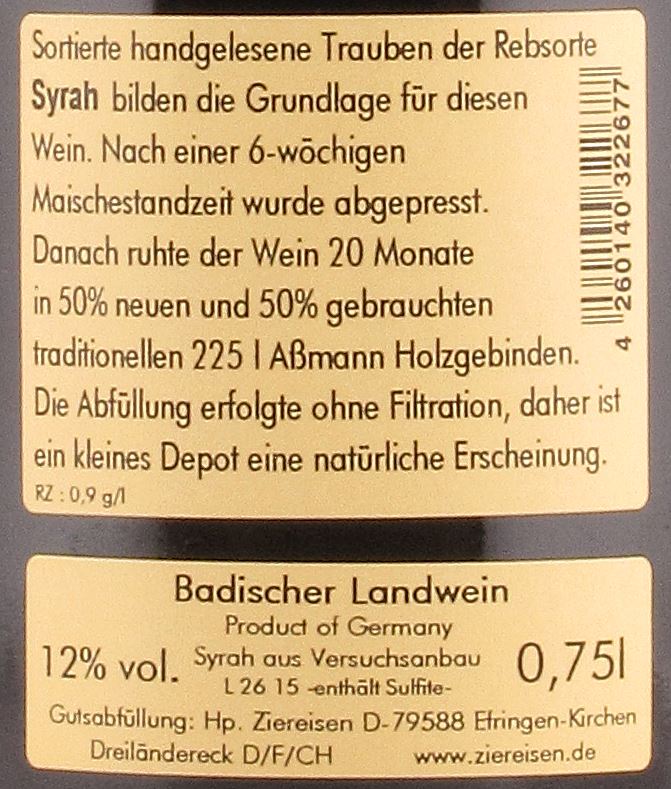 Sortierte handgelesene Trauben der Rebsorte
Syrah bilden die Grundlage für diesen
Wein. Nach einer 6-wöchigen
Maischestandzeit wurde abgepresst.
Danach ruhte der Wein 20 Monate
in 50% neuen und 50% gebrauchten
traditionellen 225 l Aßmann Holzgebinden.
Die Abfüllung erfolgte ohne Filtration, daher ist
ein kleines Depot eine natürliche Erscheinung.
RZ : 0,9 g/l
4 260140 322677
Badischer Landwein
Product of Germany
12% vol. Syrah aus Versuchsanbau 0,75l
L 26 15 -enthält Sulfite-
Gutsabfüllung: Hp. Ziereisen D-79588 Efringen-Kirchen
Dreiländereck D/F/CH www.ziereisen.de